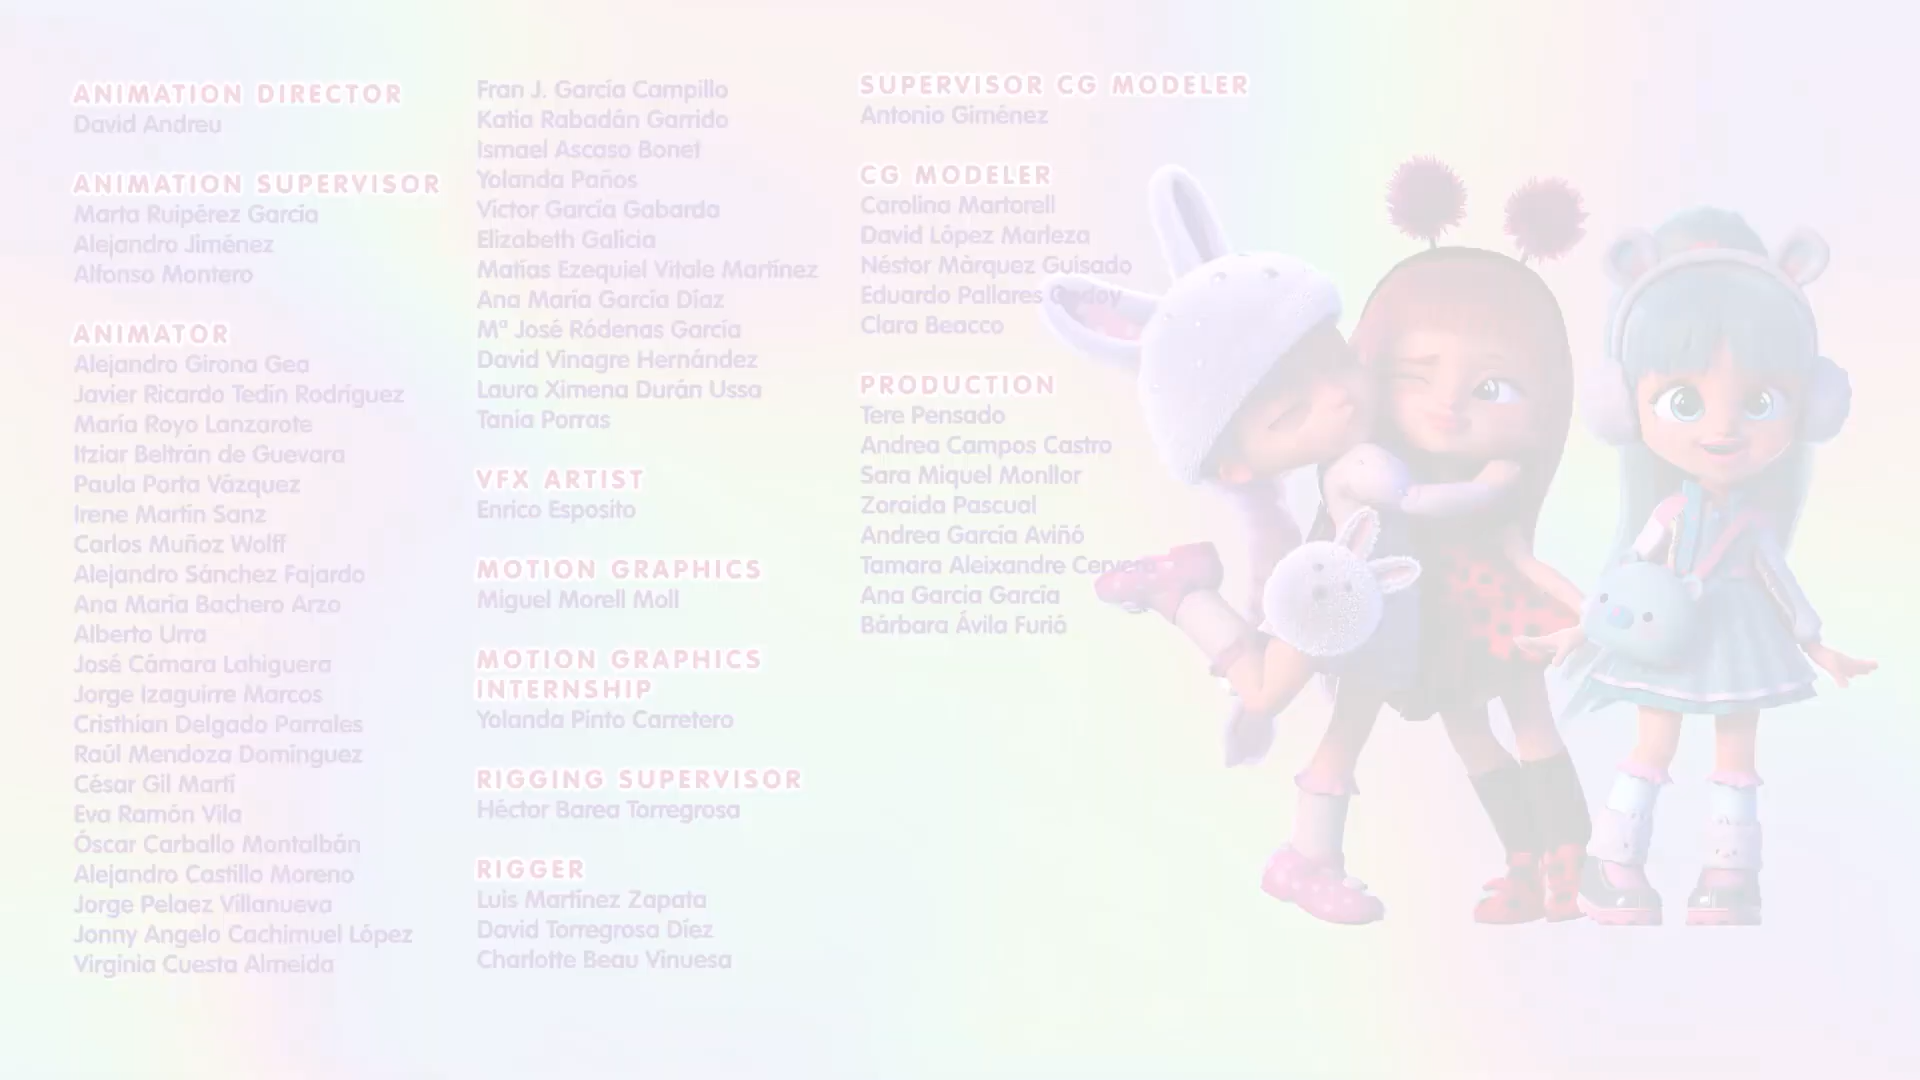 ANIMATION DIRECTOR
David Andreu
ANIMATION SUPERVISOR
Marta Ruipérez García
Alejandro Jiménez
Alfonso Montero
ANIMATOR
Alejandro Girona Gea
Javier Ricardo Tedín Rodríguez
María Royo Lanzarote
Itziar Beltrán de Guevara
Paula Porta Vázquez
Irene Martín Sanz
Carlos Muñoz Wolff
Alejandro Sánchez Fajardo
Ana María Bachero Arzo
Alberto Urra
José Cámara Lahiguera
Jorge Izaguirre Marcos
Cristhian Delgado Parrales
Raúl Mendoza Domínguez
César Gil Martí
Eva Ramón Vila
Óscar Carballo Montalbán
Alejandro Castillo Moreno
Jorge Pelaez Villanueva
Jonny Angelo Cachimuel López
Virginia Cuesta Almeida
Fran J. García Campillo
Katia Rabadán Garrido
Ismael Ascaso Bonet
Yolanda Paños
Víctor García Gabarda
Elizabeth Galicia
Matías Ezequiel Vitale Martínez
Ana María García Díaz
Mª José Ródenas García
David Vinagre Hernández
Laura Ximena Durán Ussa
Tania Porras
VFX ARTIST
Enrico Esposito
MOTION GRAPHICS
Miguel Morell Moll
MOTION GRAPHICS
INTERNSHIP
Yolanda Pinto Carretero
RIGGING SUPERVISOR
Héctor Barea Torregrosa
RIGGER
Luis Martínez Zapata
David Torregrosa Díez
Charlotte Beau Vinuesa
SUPERVISOR CG MODELER
Antonio Giménez
CG MODELER
Carolina Martorell
David López Marleza
Néstor Màrquez Guisado
Eduardo Pallares Godoy
Clara Beacco
PRODUCTION
Tere Pensado
Andrea Campos Castro
Sara Miquel Monllor
Zoraida Pascual
Andrea García Aviñó
Tamara Aleixandre Cervera
Ana García García
Bárbara Ávila Furió